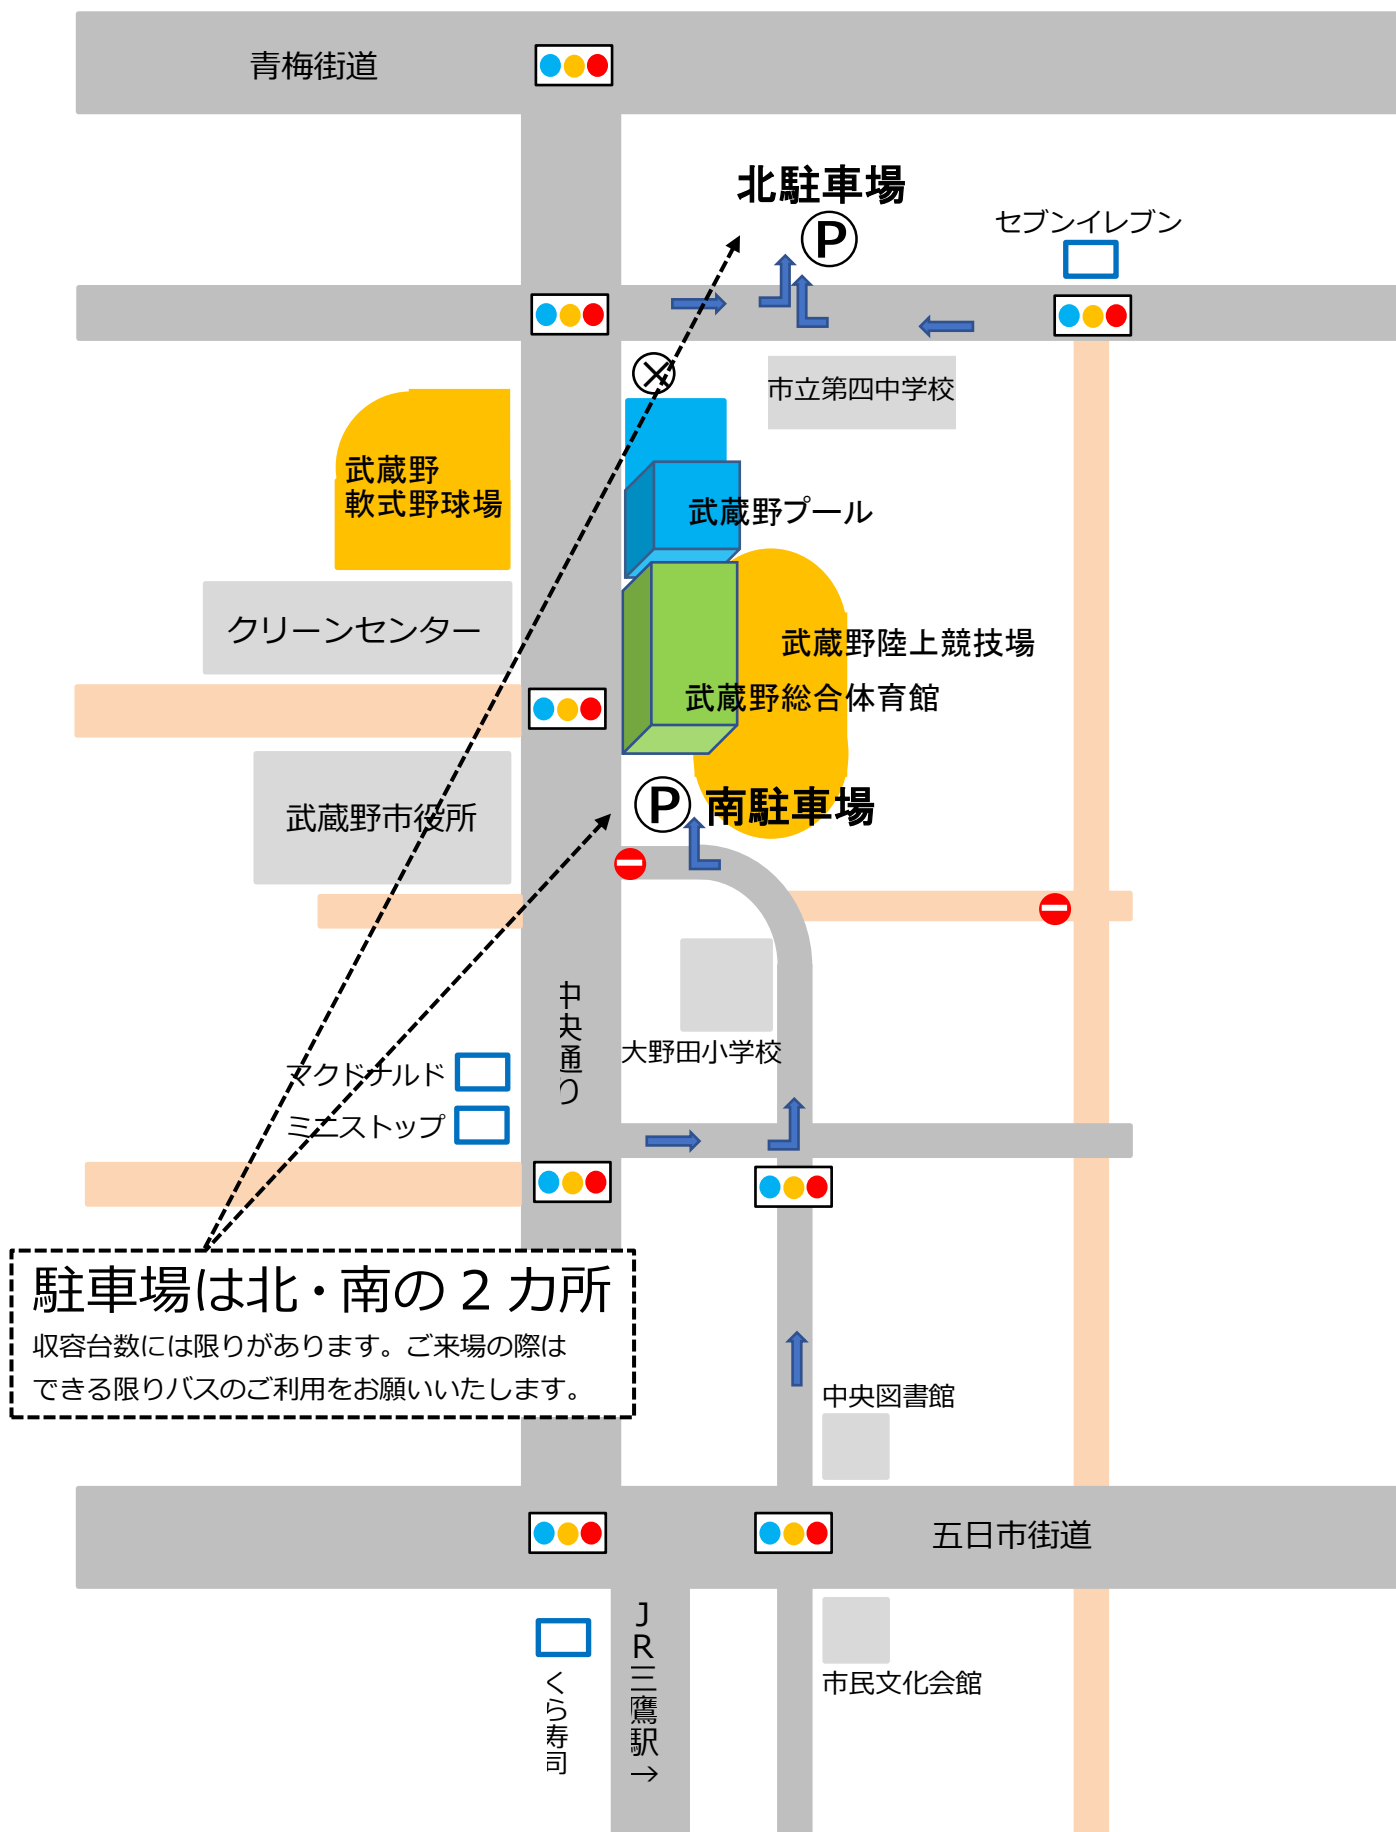 青梅街道
北駐車場
P
セブンイレブン
市立第四中学校
武蔵野
軟式野球場
武蔵野プール
クリーンセンター
武蔵野陸上競技場
武蔵野総合体育館
武蔵野市役所
P
南駐車場
中央通り
大野田小学校
マクドナルド
ミニストップ
駐車場は北・南の２カ所
収容台数には限りがあります。ご来場の際は
できる限りバスのご利用をお願いいたします。
中央図書館
五日市街道
ＪＲ三鷹駅→
くら寿司
市民文化会館